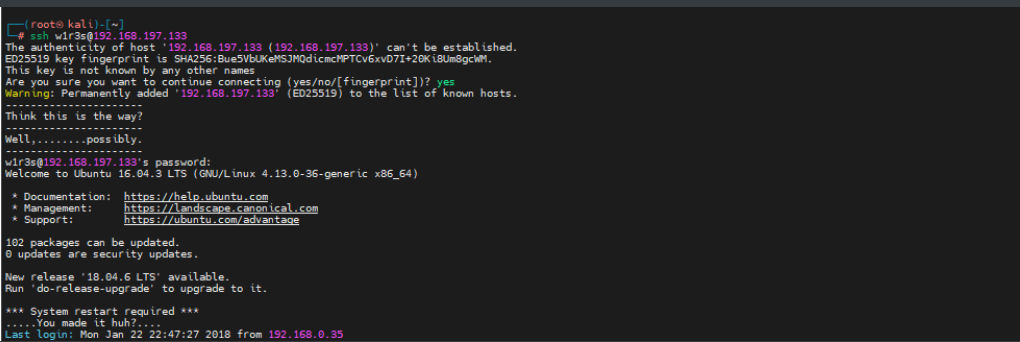 ┌──(root㉿kali)-[~]
└─# ssh w1r3s@192.168.197.133
The authenticity of host '192.168.197.133 (192.168.197.133)' can't be established.
ED25519 key fingerprint is SHA256:Bue5VbUKeMSJMQdicmcMPTCv6xvD7I+20Ki8Um8gcWM.
This key is not known by any other names
Are you sure you want to continue connecting (yes/no/[fingerprint])? yes
Warning: Permanently added '192.168.197.133' (ED25519) to the list of known hosts.
----------------------
Think this is the way?
----------------------
Well,........possibly.
----------------------
w1r3s@192.168.197.133's password:
Welcome to Ubuntu 16.04.3 LTS (GNU/Linux 4.13.0-36-generic x86_64)
* Documentation: https://help.ubuntu.com
* Management: https://landscape.canonical.com
* Support: https://ubuntu.com/advantage
102 packages can be updated.
0 updates are security updates.
New release '18.04.6 LTS' available.
Run 'do-release-upgrade' to upgrade to it.
*** System restart required ***
.....You made it huh?....
Last login: Mon Jan 22 22:47:27 2018 from 192.168.0.35